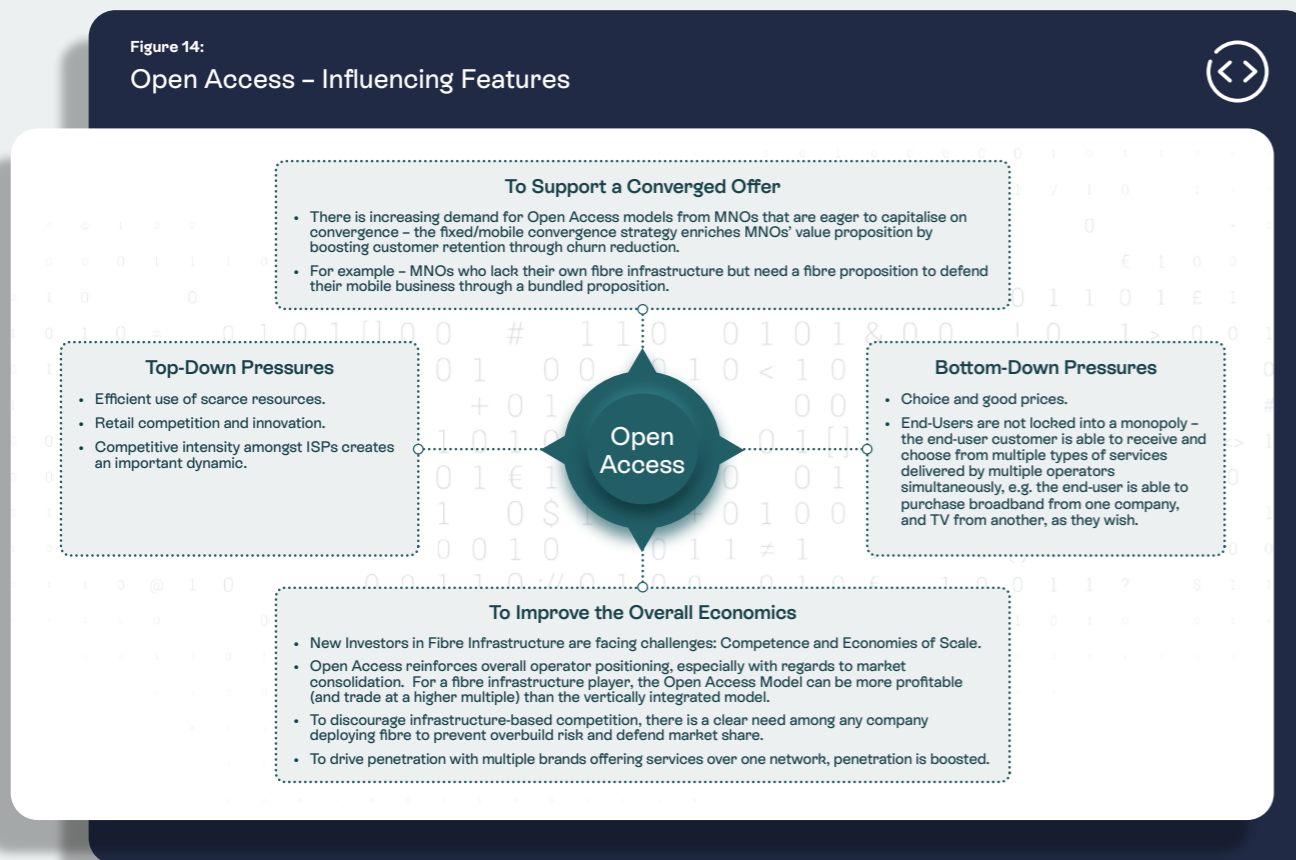 Figure 14:
Open Access – Influencing Features
To Support a Converged Offer
• There is increasing demand for Open Access models from MNOs that are eager to capitalise on
convergence – the fixed/mobile convergence strategy enriches MNOs' value proposition by
boosting customer retention through churn reduction.
• For example – MNOs who lack their own fibre infrastructure but need a fibre proposition to defend
their mobile business through a bundled proposition.
Top-Down Pressures
• Efficient use of scarce resources.
• Retail competition and innovation.
• Competitive intensity amongst ISPs creates
an important dynamic.
Open
Access
Bottom-Down Pressures
• Choice and good prices.
• End-Users are not locked into a monopoly –
the end-user customer is able to receive and
choose from multiple types of services
delivered by multiple operators
simultaneously, e.g. the end-user is able to
purchase broadband from one company,
and TV from another, as they wish.
To Improve the Overall Economics
• New Investors in Fibre Infrastructure are facing challenges: Competence and Economies of Scale.
• Open Access reinforces overall operator positioning, especially with regards to market
consolidation. For a fibre infrastructure player, the Open Access Model can be more profitable
(and trade at a higher multiple) than the vertically integrated model.
• To discourage infrastructure-based competition, there is a clear need among any company
deploying fibre to prevent overbuild risk and defend market share.
• To drive penetration with multiple brands offering services over one network, penetration is boosted.